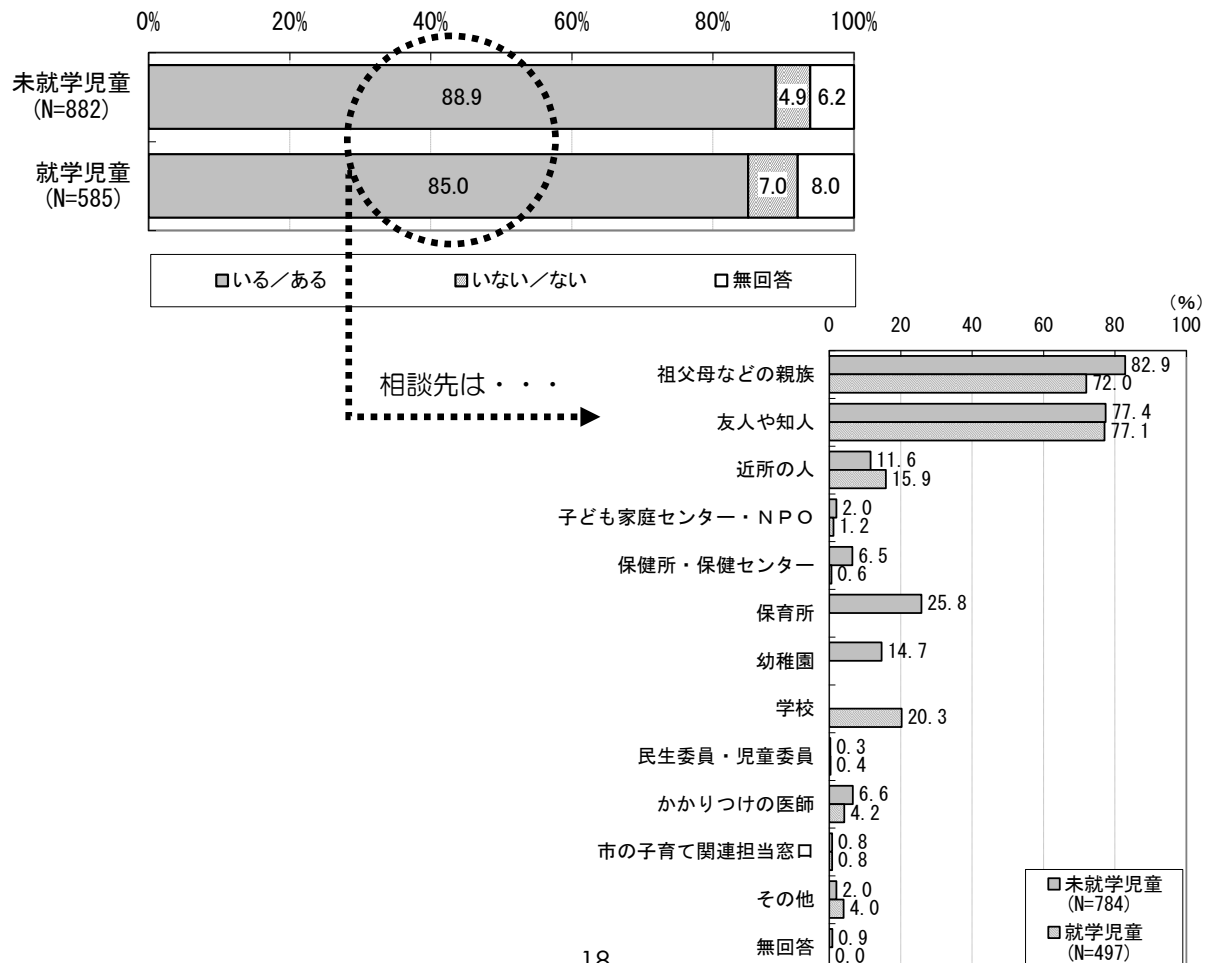 0% 20% 40% 60% 80% 100%
未就学児童
(N=882)
88.9 4.9 6.2
就学児童
(N=585)
85.0 7.0 8.0
いる／ある いない／ない 無回答
(%)
0 20 40 60 80 100
相談先は・・・
祖父母などの親族 82.9
72.0
友人や知人 77.4
77.1
近所の人 11.6
15.9
子ども家庭センター・ＮＰＯ 2.0
1.2
保健所・保健センター 6.5
0.6
保育所 25.8
幼稚園 14.7
学校 20.3
民生委員・児童委員 0.3
0.4
かかりつけの医師 6.6
4.2
市の子育て関連担当窓口 0.8
0.8
その他 2.0
4.0
無回答 0.9
0.0
未就学児童
(N=784)
就学児童
(N=497)
18